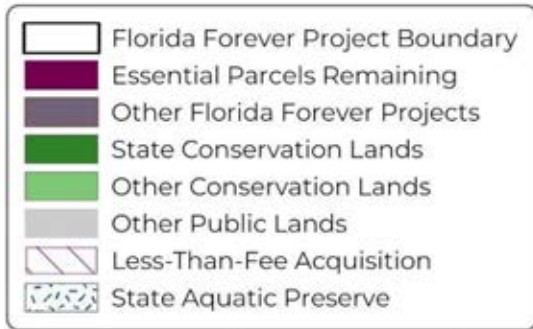 Florida Forever Project Boundary
Essential Parcels Remaining
Other Florida Forever Projects
State Conservation Lands
Other Conservation Lands
Other Public Lands
Less-Than-Fee Acquisition
State Aquatic Preserve